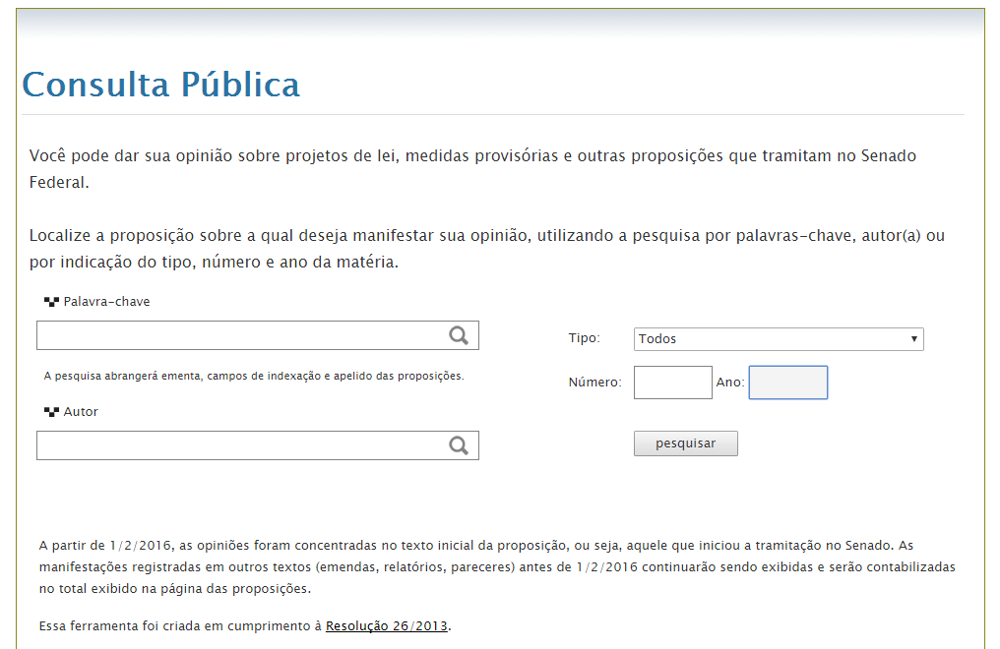 Consulta Pública
Você pode dar sua opinião sobre projetos de lei, medidas provisórias e outras proposições que tramitam no Senado
Federal.
Localize a proposição sobre a qual deseja manifestar sua opinião, utilizando a pesquisa por palavras-chave, autor(a) ou
por indicação do tipo, número e ano da matéria.
Palavra-chave
A pesquisa abrangerá ementa, campos de indexação e apelido das proposições.
Autor
Tipo: Todos
Número: Ano:
pesquisar
A partir de 1/2/2016, as opiniões foram concentradas no texto inicial da proposição, ou seja, aquele que iniciou a tramitação no Senado. As
manifestações registradas em outros textos (emendas, relatórios, pareceres) antes de 1/2/2016 continuarão sendo exibidas e serão contabilizadas
no total exibido na página das proposições.
Essa ferramenta foi criada em cumprimento à Resolução 26/2013.